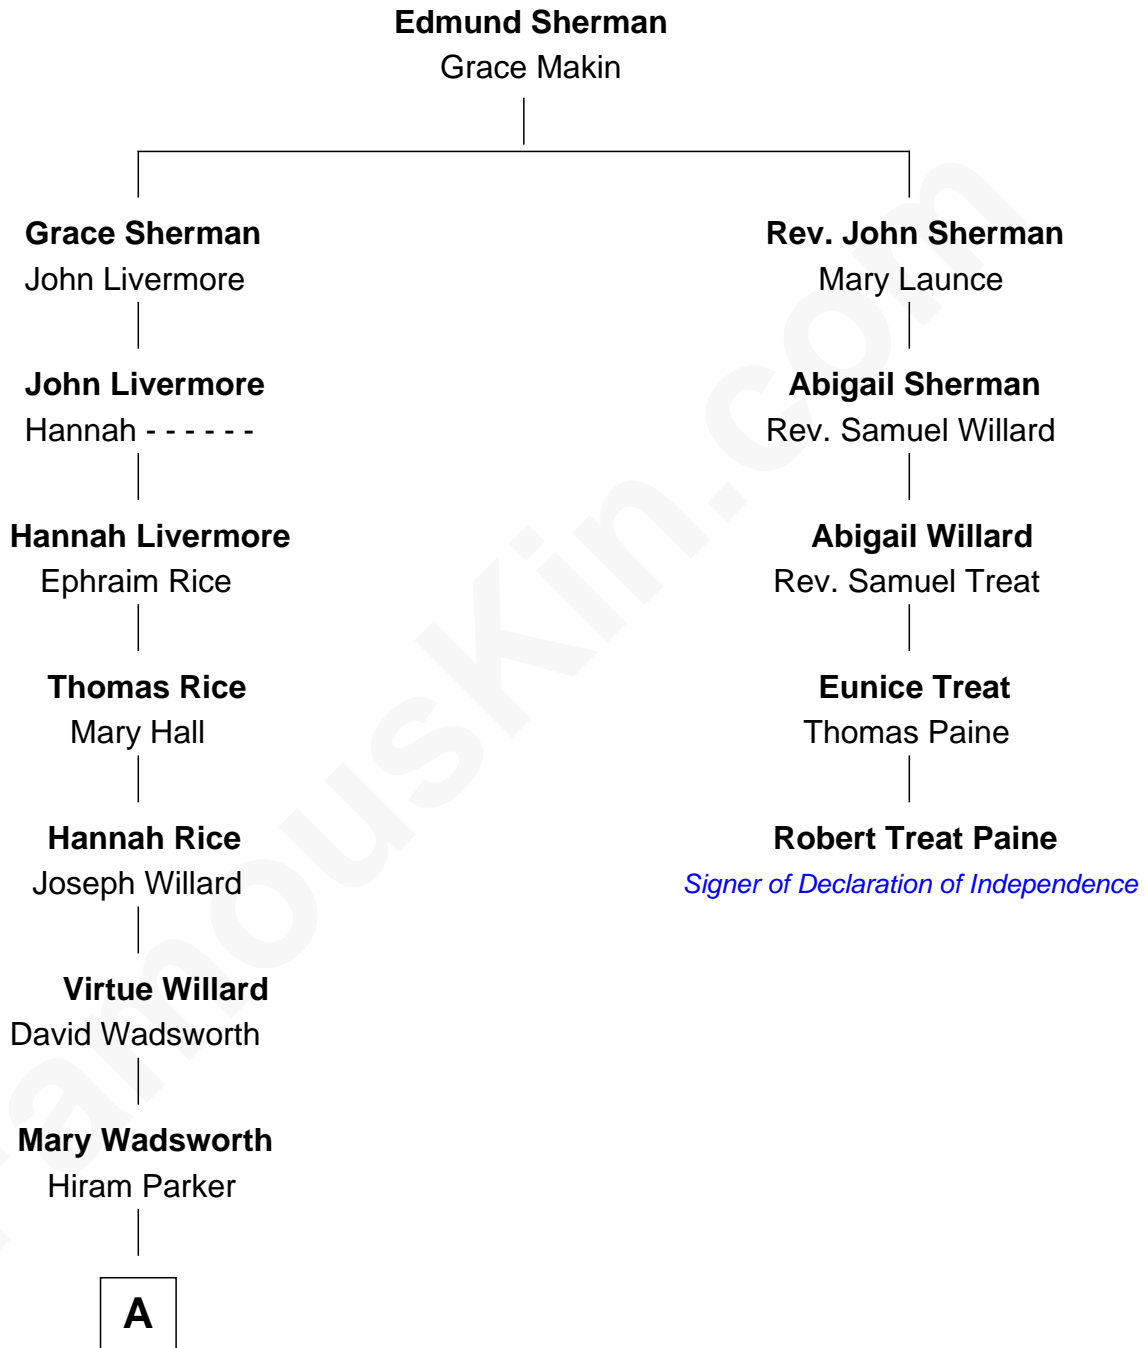 Edmund Sherman
Grace Makin
Grace Sherman
John Livermore
Rev. John Sherman
Mary Launce
John Livermore
Hannah - - - - - -
Abigail Sherman
Rev. Samuel Willard
Hannah Livermore
Ephraim Rice
Abigail Willard
Rev. Samuel Treat
Thomas Rice
Mary Hall
Eunice Treat
Thomas Paine
Hannah Rice
Joseph Willard
Robert Treat Paine
Signer of Declaration of Independence
Virtue Willard
David Wadsworth
Mary Wadsworth
Hiram Parker
A
FamousKin.com